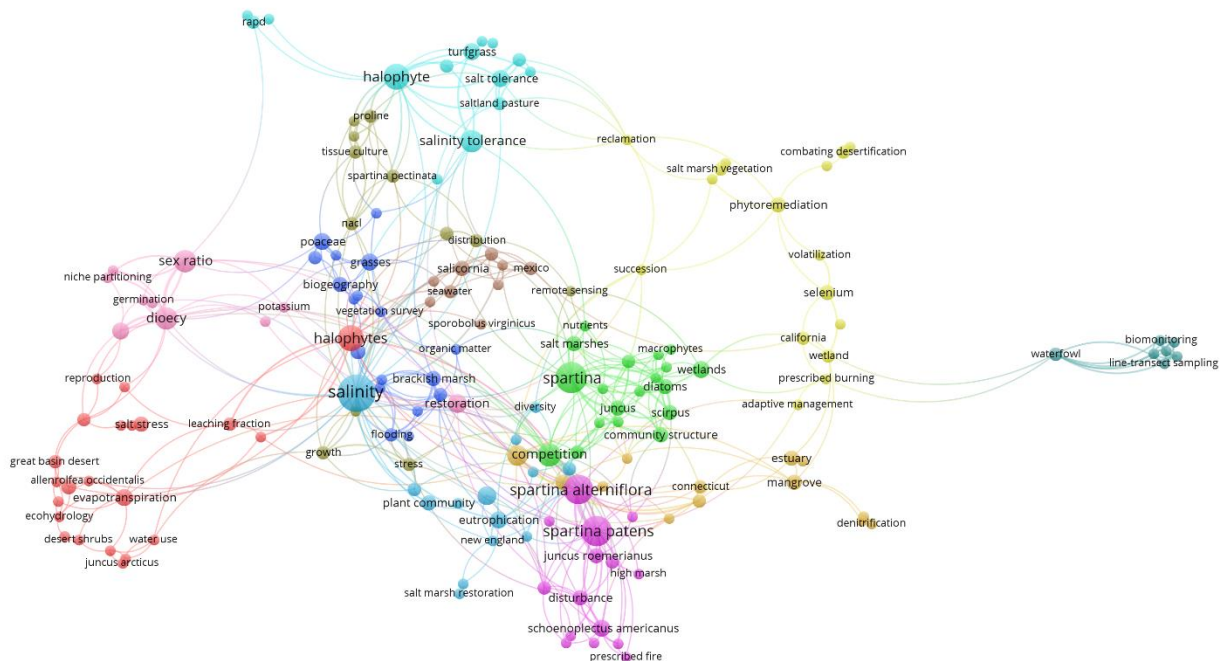 rapd
halophyte
turfgrass
salt tolerance
saltland pasture
proline
salinity tolerance
reclamation
tissue culture
combating desertification
salt marsh vegetation
spartina pectinata
phytoremediation
nacl
poaceae
distribution
sex ratio
grasses
volatilization
niche partitioning
salicornia
mexico
succession
biogeography
seawater
remote sensing
selenium
germination
potassium
vegetation survey
dioecy
sporobolus virginicus
nutrients
halophytes
salt marshes
california
biomonitoring
organic matter
macrophytes
waterfowl
wetland
line-transect sampling
reproduction
brackish marsh
spartina
wetlands
salinity
diatoms
prescribed burning
restoration
diversity
juncus
scirpus
adaptive management
salt stress
leaching fraction
flooding
community structure
growth
competition
great basin desert
stress
estuary
allenrolfea occidentalis
spartina alterniflora
connecticut
mangrove
evapotranspiration
plant community
ecohydrology
eutrophication
denitrification
desert shrubs
water use
new england
spartina patens
juncus arcticus
juncus roemerianus
high marsh
salt marsh restoration
disturbance
schoenoplectus americanus
prescribed fire